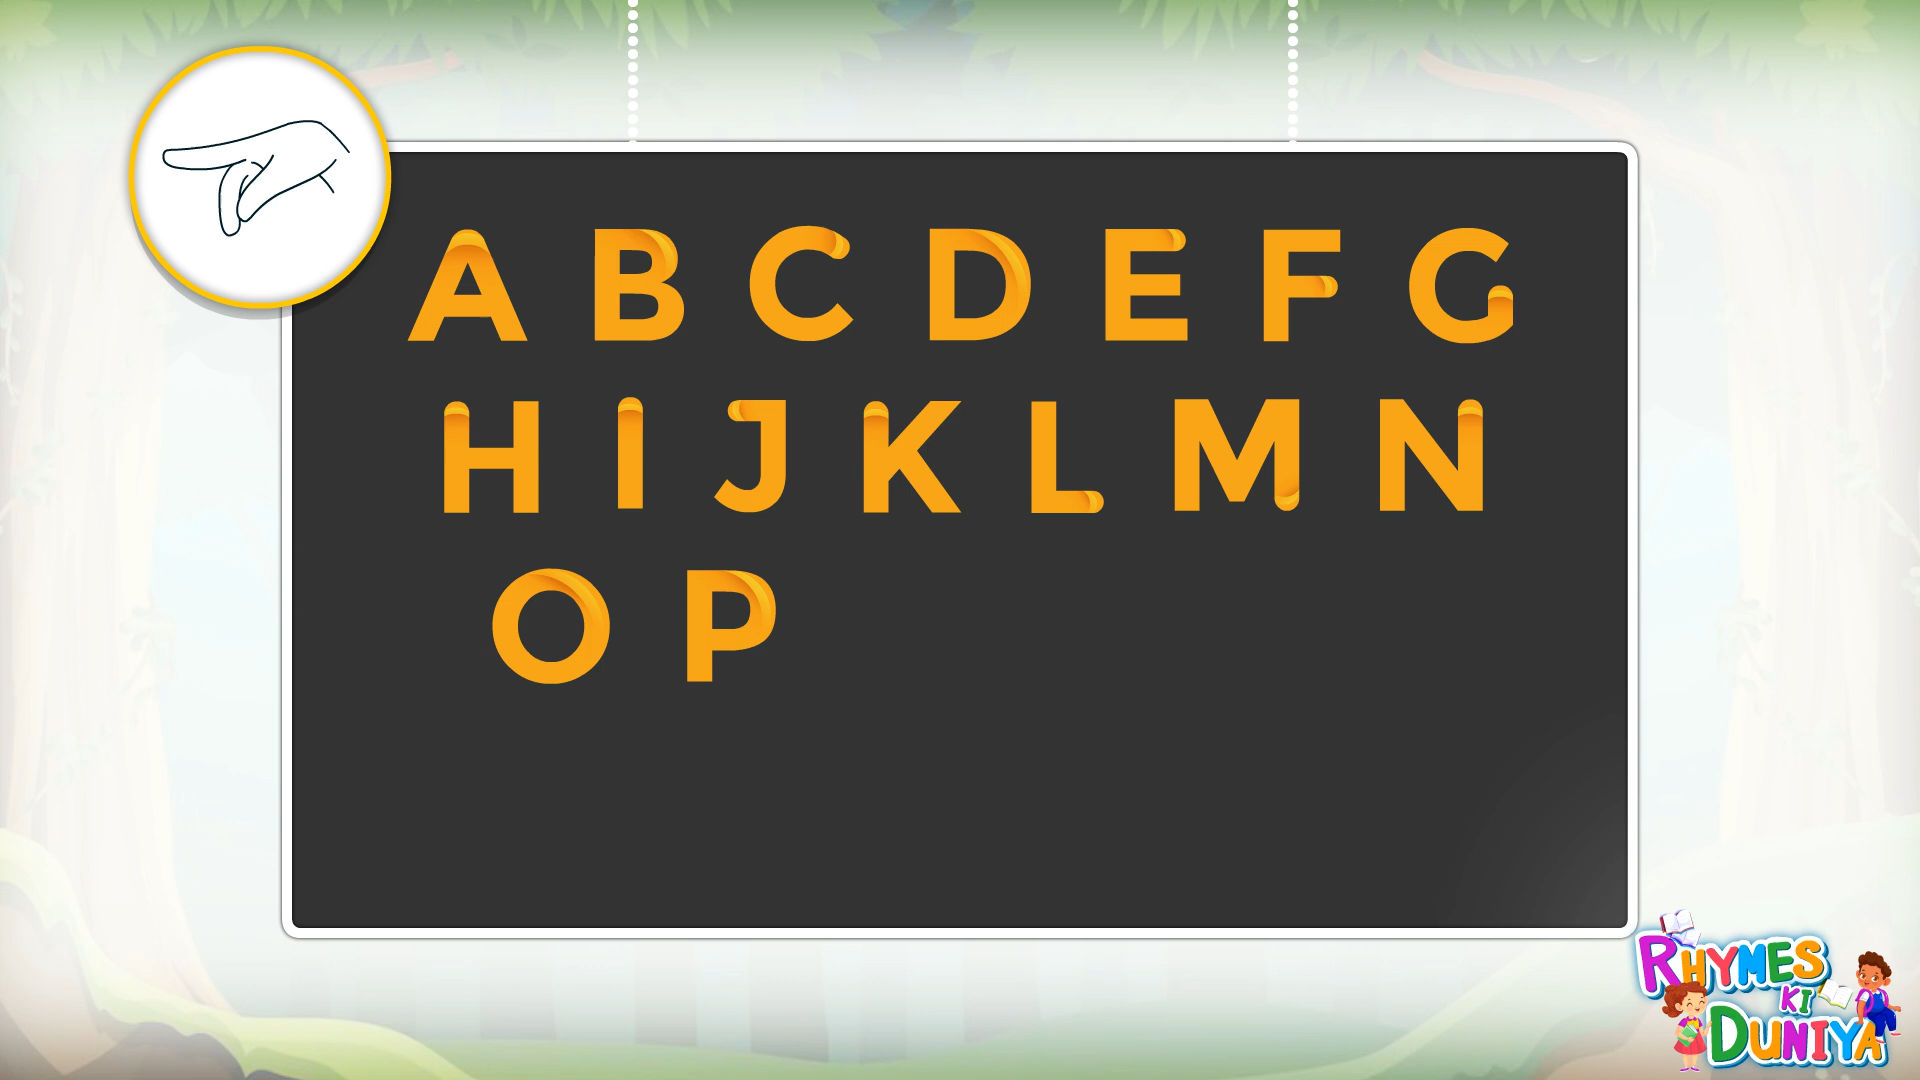 A B C D E F G
H I J K L M N
O P
RHYMES
KI
DUNIYA